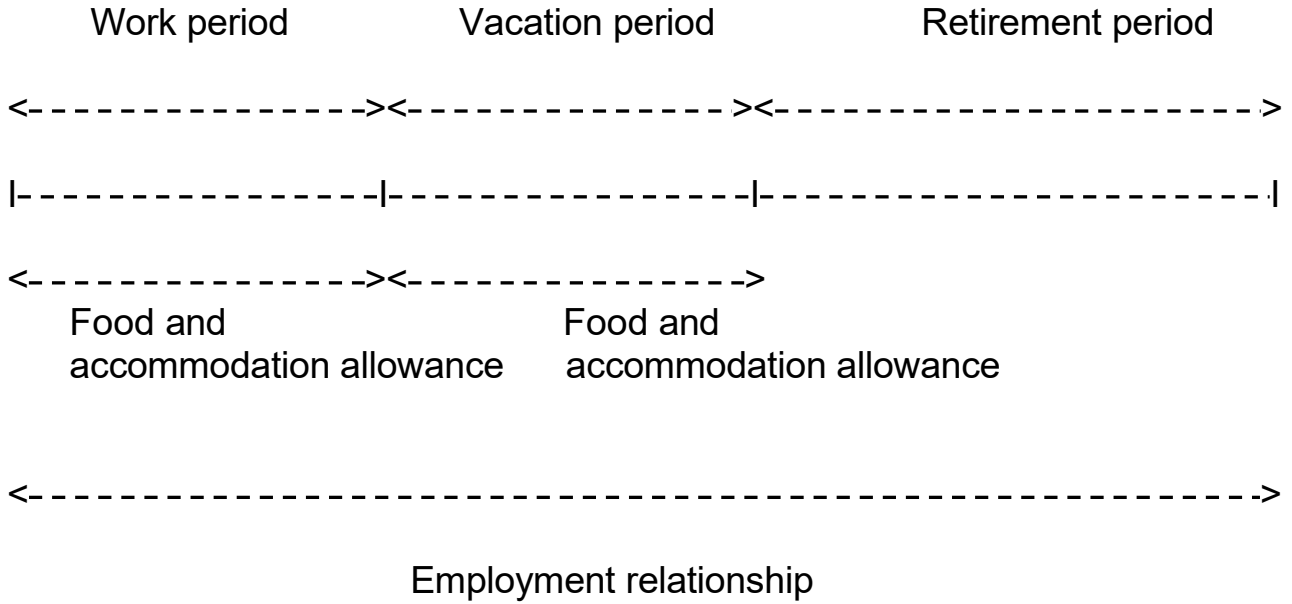 Work period Vacation period Retirement period
<- - - - - - - - - - - - - - - -><- - - - - - - - - - - - - - -><- - - - - - - - - - - - - - - - - - - - - ->
|- - - - - - - - - - - - - - - -|- - - - - - - - - - - - - - - -|- - - - - - - - - - - - - - - - - - - - - -|
<- - - - - - - - - - - - - - - -><- - - - - - - - - - - - - - - ->
Food and Food and
accommodation allowance accommodation allowance
<- - - - - - - - - - - - - - - - - - - - - - - - - - - - - - - - - - - - - - - - - - - - - - - - - - - - - ->
Employment relationship